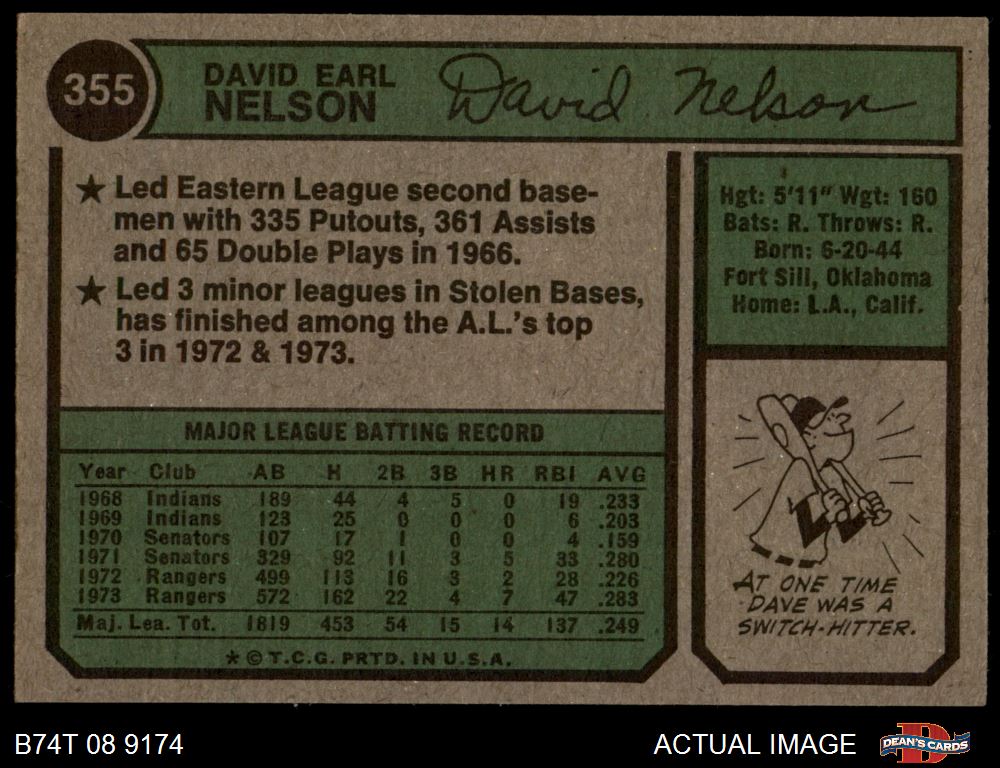 355
DAVID EARL
NELSON
David Nelson
★ Led Eastern League second base-
men with 335 Putouts, 361 Assists
and 65 Double Plays in 1966.
★ Led 3 minor leagues in Stolen Bases,
has finished among the A.L.'s top
3 in 1972 & 1973.
Hgt: 5'11" Wgt: 160
Bats: R. Throws: R.
Born: 6-20-44
Fort Sill, Oklahoma
Home: L.A., Calif.
MAJOR LEAGUE BATTING RECORD
Year Club AB H 2B 3B HR RBI AVG
1968 Indians 189 44 4 5 0 19 .233
1969 Indians 123 25 0 0 0 6 .203
1970 Senators 107 17 1 0 0 4 .159
1971 Senators 329 92 11 3 5 33 .280
1972 Rangers 499 113 16 3 2 28 .226
1973 Rangers 572 162 22 4 7 47 .283
Maj. Lea. Tot. 1819 453 54 15 14 137 .249
* © T.C.G. PRTD. IN U.S.A.
AT ONE TIME
DAVE WAS A
SWITCH-HITTER.
B74T 08 9174
ACTUAL IMAGE
D
DEAN'S CARDS